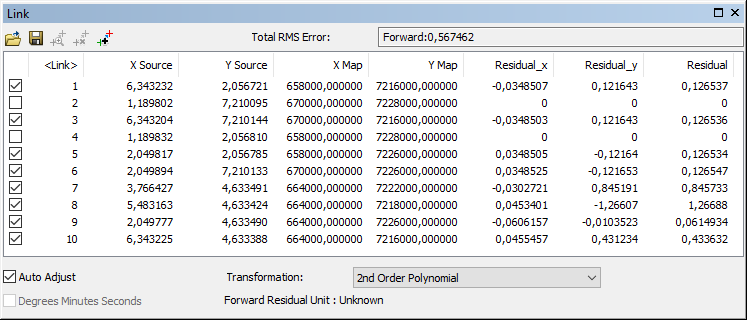 Link
Total RMS Error: Forward:0,567462
<Link> X Source Y Source X Map Y Map Residual_x Residual_y Residual
1 6,343232 2,056721 658000,000000 7216000,000000 -0,0348507 0,121643 0,126537
2 1,189802 7,210095 670000,000000 7228000,000000 0 0
3 6,343204 7,210144 670000,000000 7216000,000000 -0,0348503 0,121643 0,126536
4 1,189832 2,056810 658000,000000 7228000,000000 0 0
5 2,049817 2,056785 658000,000000 7226000,000000 0,0348505 -0,12164 0,126534
6 2,049894 7,210133 670000,000000 7226000,000000 0,0348525 -0,121653 0,126547
7 3,766427 4,633491 664000,000000 7222000,000000 -0,0302721 0,845191 0,845733
8 5,483163 4,633424 664000,000000 7218000,000000 0,0453401 -1,26607 1,26688
9 2,049777 4,633490 664000,000000 7226000,000000 -0,0606157 -0,0103523 0,0614934
10 6,343225 4,633388 664000,000000 7216000,000000 0,0455457 0,431234 0,433632
Auto Adjust Transformation: 2nd Order Polynomial
Degrees Minutes Seconds Forward Residual Unit : Unknown